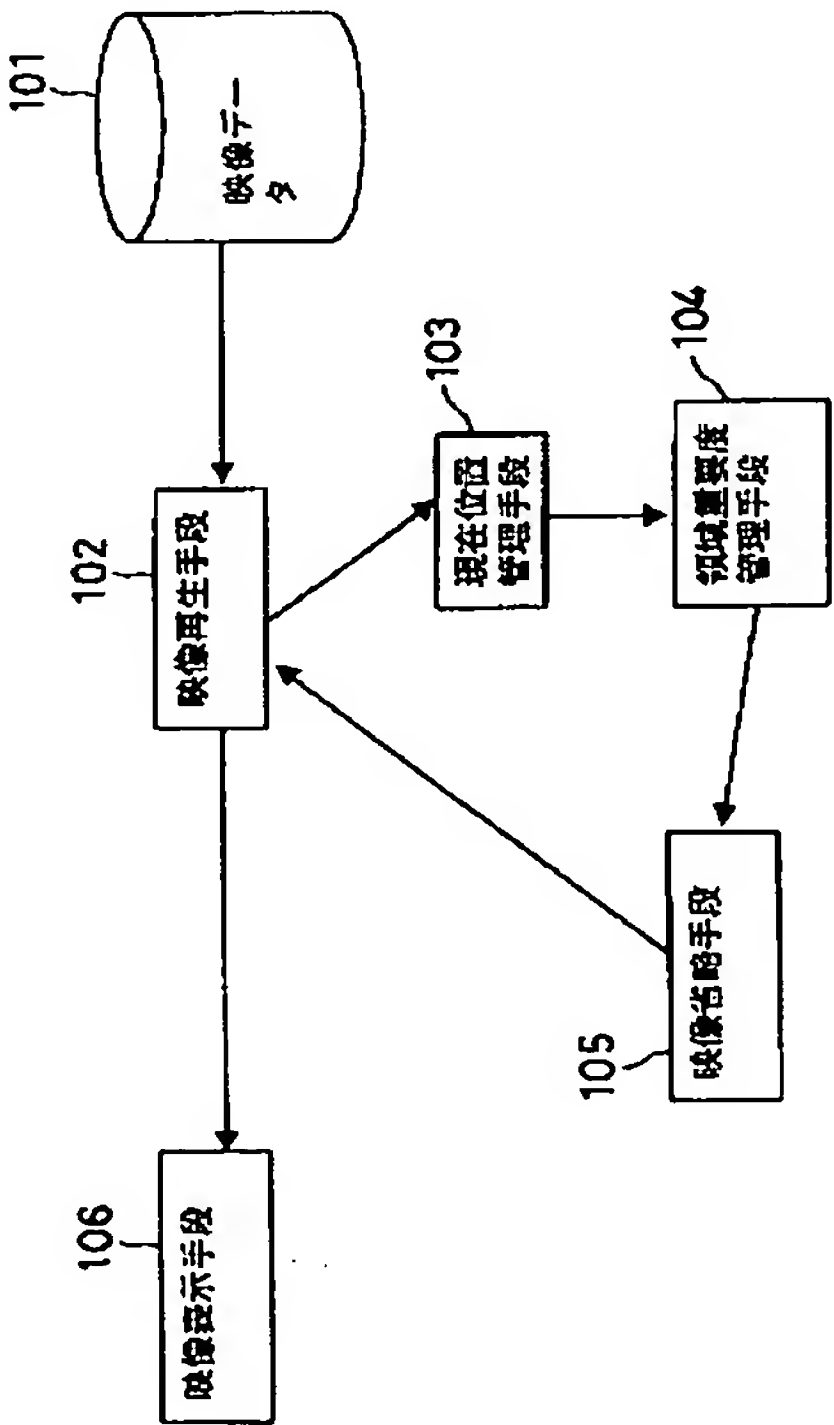 101
映像デー
タ
102
映像再生手段
103
現在位置
管理手段
104
領域重要度
管理手段
105
映像省略手段
106
映像表示手段